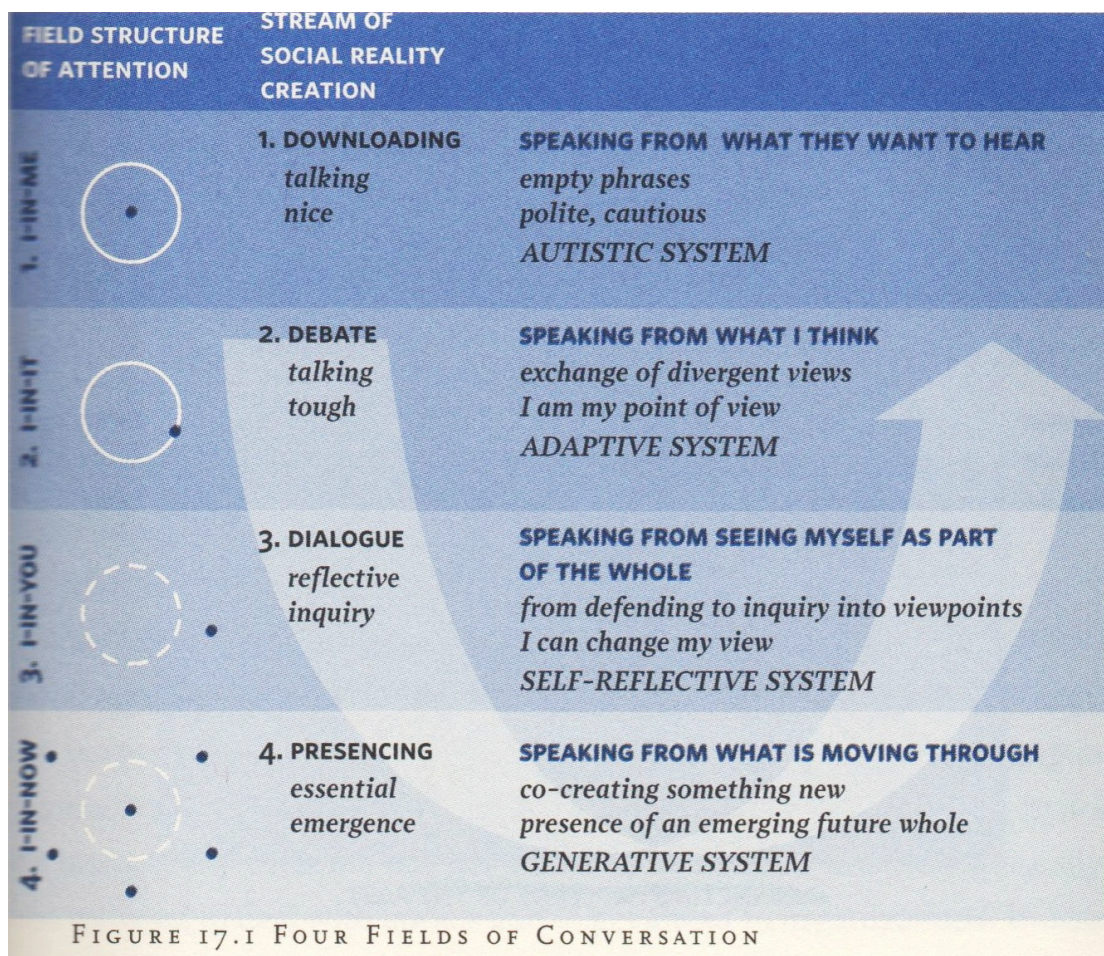 FIELD STRUCTURE
OF ATTENTION
STREAM OF
SOCIAL REALITY
CREATION
1. I-IN-ME
1. DOWNLOADING
talking
nice
SPEAKING FROM WHAT THEY WANT TO HEAR
empty phrases
polite, cautious
AUTISTIC SYSTEM
2. I-IN-IT
2. DEBATE
talking
tough
SPEAKING FROM WHAT I THINK
exchange of divergent views
I am my point of view
ADAPTIVE SYSTEM
3. I-IN-YOU
3. DIALOGUE
reflective
inquiry
SPEAKING FROM SEEING MYSELF AS PART
OF THE WHOLE
from defending to inquiry into viewpoints
I can change my view
SELF-REFLECTIVE SYSTEM
4. I-IN-NOW
4. PRESENCING
essential
emergence
SPEAKING FROM WHAT IS MOVING THROUGH
co-creating something new
presence of an emerging future whole
GENERATIVE SYSTEM
FIGURE 17.1 FOUR FIELDS OF CONVERSATION